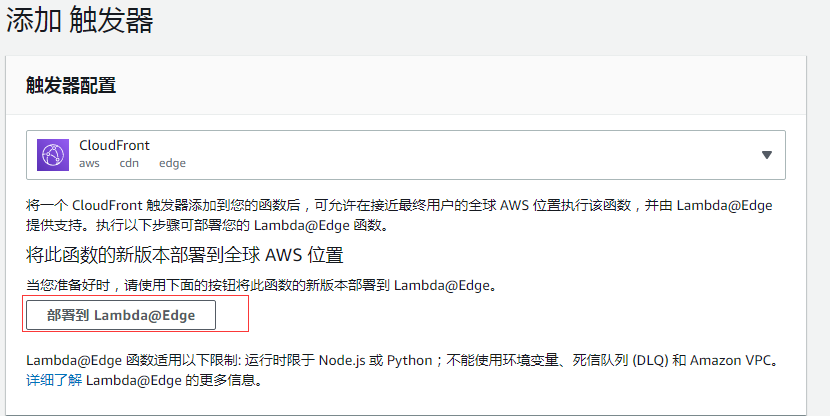 添加 触发器
触发器配置
CloudFront
aws cdn edge
将一个 CloudFront 触发器添加到您的函数后，可允许在接近最终用户的全球 AWS 位置执行该函数，并由 Lambda@Edge
提供支持。执行以下步骤可部署您的 Lambda@Edge 函数。
将此函数的新版本部署到全球 AWS 位置
当您准备好时，请使用下面的按钮将此函数的新版本部署到 Lambda@Edge。
部署到 Lambda@Edge
Lambda@Edge 函数适用以下限制: 运行时限于 Node.js 或 Python；不能使用环境变量、死信队列 (DLQ) 和 Amazon VPC。
详细了解 Lambda@Edge 的更多信息。